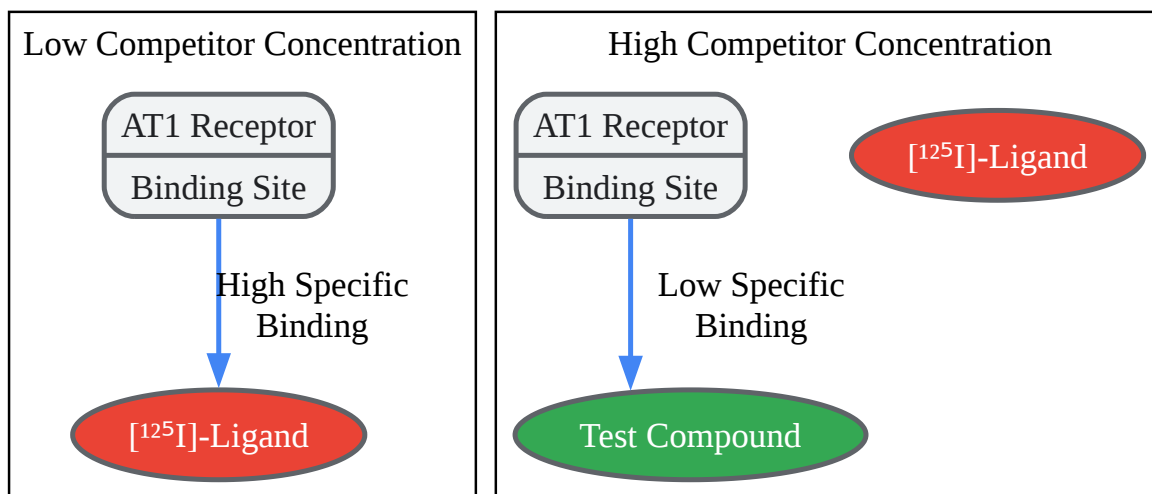 Low Competitor Concentration
AT1 Receptor
Binding Site
High Specific
Binding
[¹²⁵I]-Ligand
High Competitor Concentration
AT1 Receptor
Binding Site
[¹²⁵I]-Ligand
Low Specific
Binding
Test Compound